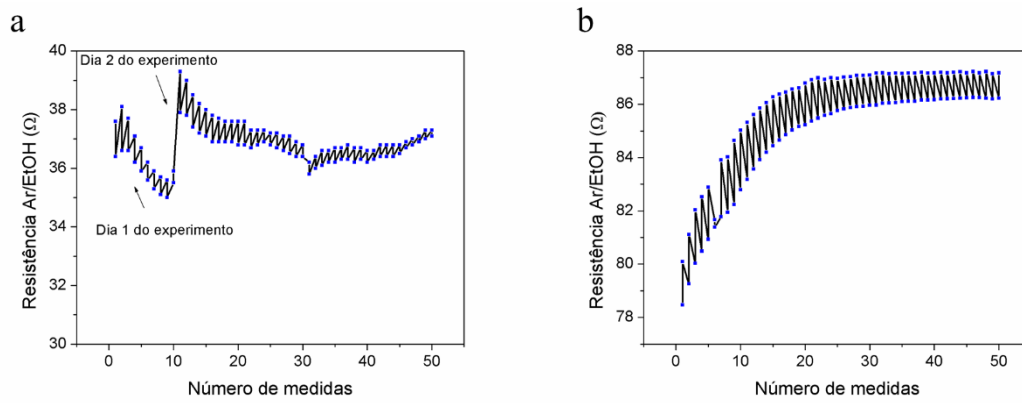 a
40
38
36
34
32
30
Resistência Ar/EtOH (Ω)
Dia 2 do experimento
Dia 1 do experimento
0 10 20 30 40 50
Número de medidas
b
88
86
84
82
80
78
Resistência Ar/EtOH (Ω)
0 10 20 30 40 50
Número de medidas